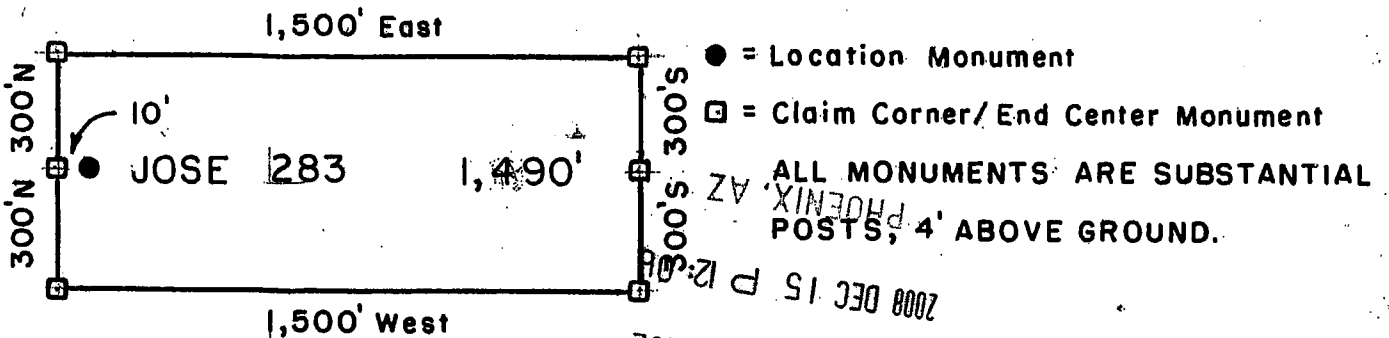 1,500' East
300'N 300'N
10'
JOSE 283 1,490'
300'S 300'S
1,500' West
● = Location Monument
⊡ = Claim Corner/End Center Monument
ALL MONUMENTS ARE SUBSTANTIAL
POSTS, 4' ABOVE GROUND.
PHOENIX, AZ
2008 DEC 15 P 12: